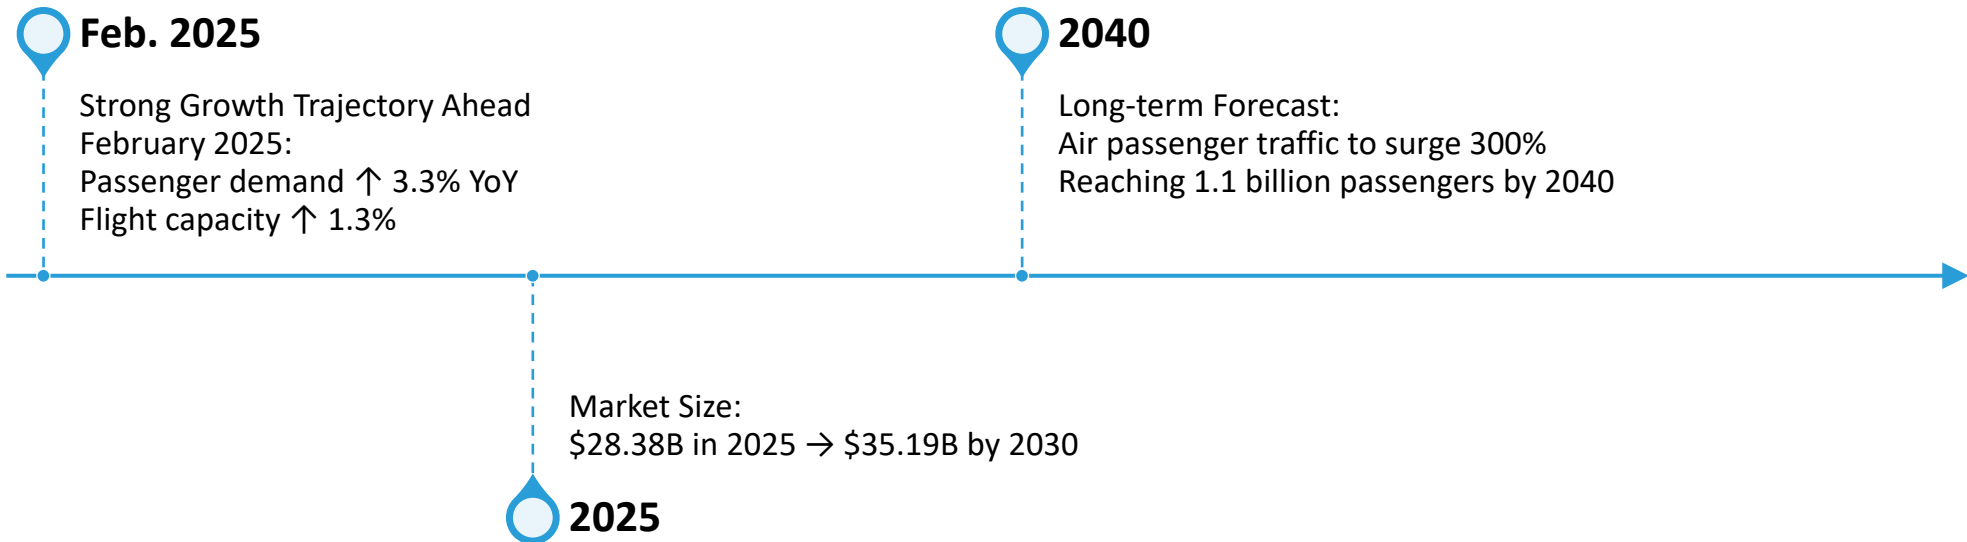 Feb. 2025
Strong Growth Trajectory Ahead
February 2025:
Passenger demand ↑ 3.3% YoY
Flight capacity ↑ 1.3%
Market Size:
$28.38B in 2025 → $35.19B by 2030
2025
2040
Long-term Forecast:
Air passenger traffic to surge 300%
Reaching 1.1 billion passengers by 2040